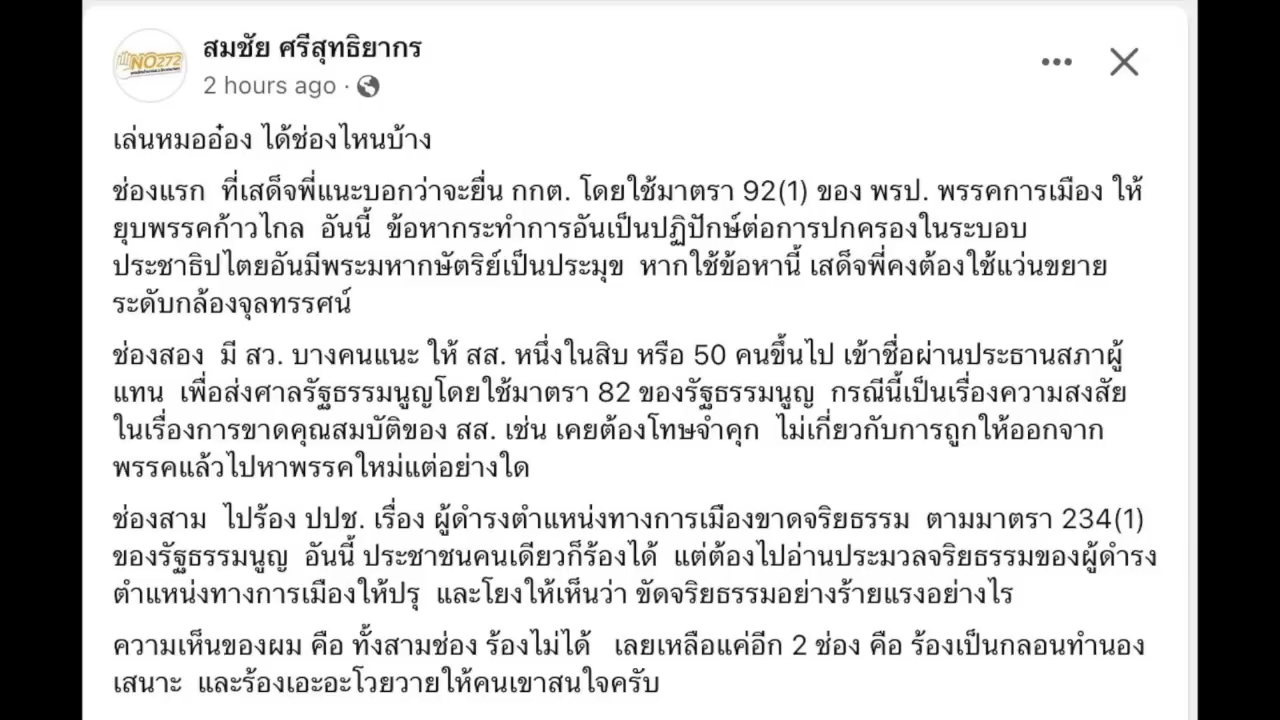 NO272
สมชัย ศรีสุทธิยากร
2 hours ago ·
เล่นหมออ๋อง ได้ช่องไหนบ้าง
ช่องแรก ที่เสด็จพี่แนะบอกว่าจะยื่น กกต. โดยใช้มาตรา 92(1) ของ พรป. พรรคการเมือง ให้
ยุบพรรคก้าวไกล อันนี้ ข้อหากระทำการอันเป็นปฏิปักษ์ต่อการปกครองในระบอบ
ประชาธิปไตยอันมีพระมหากษัตริย์เป็นประมุข หากใช้ข้อหานี้ เสด็จพี่คงต้องใช้แว่นขยาย
ระดับกล้องจุลทรรศน์
ช่องสอง มี สว. บางคนแนะ ให้ สส. หนึ่งในสิบ หรือ 50 คนขึ้นไป เข้าชื่อผ่านประธานสภาผู้
แทน เพื่อส่งศาลรัฐธรรมนูญโดยใช้มาตรา 82 ของรัฐธรรมนูญ กรณีนี้เป็นเรื่องความสงสัย
ในเรื่องการขาดคุณสมบัติของ สส. เช่น เคยต้องโทษจำคุก ไม่เกี่ยวกับการถูกให้ออกจาก
พรรคแล้วไปหาพรรคใหม่แต่อย่างใด
ช่องสาม ไปร้อง ปปช. เรื่อง ผู้ดำรงตำแหน่งทางการเมืองขาดจริยธรรม ตามมาตรา 234(1)
ของรัฐธรรมนูญ อันนี้ ประชาชนคนเดียวก็ร้องได้ แต่ต้องไปอ่านประมวลจริยธรรมของผู้ดำรง
ตำแหน่งทางการเมืองให้ปรุ และโยงให้เห็นว่า ขัดจริยธรรมอย่างร้ายแรงอย่างไร
ความเห็นของผม คือ ทั้งสามช่อง ร้องไม่ได้ เลยเหลือแค่อีก 2 ช่อง คือ ร้องเป็นกลอนทำนอง
เสนาะ และร้องเอะอะโวยวายให้คนเขาสนใจครับ